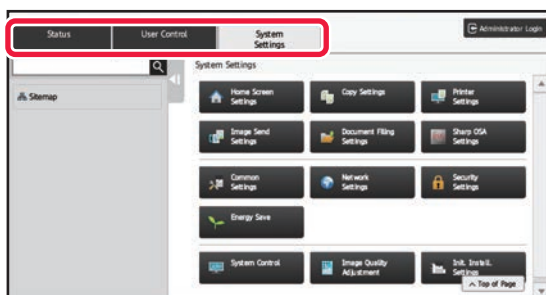 Status
User Control
System
Settings
Administrator Login
System Settings
Sitemap
Home Screen
Settings
Copy Settings
Printer
Settings
Image Send
Settings
Document Filing
Settings
Sharp OSA
Settings
Common
Settings
Network
Settings
Security
Settings
Energy Save
System Control
Image Quality
Adjustment
Init. Install.
Settings
Top of Page